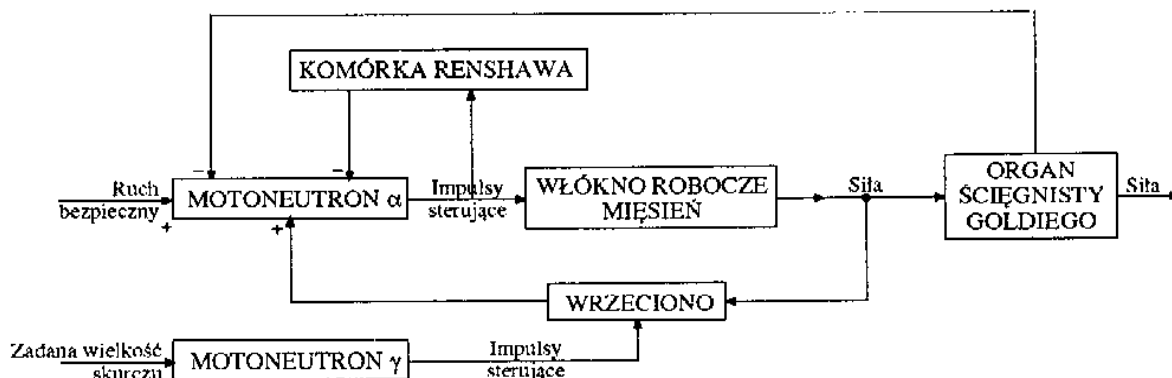 KOMÓRKA RENSHAWA
−
−
Ruch
bezpieczny
+
MOTONEUTRON α
+
Impulsy
sterujące
WŁÓKNO ROBOCZE
MIĘSIEŃ
Siła
ORGAN
ŚCIĘGNISTY
GOLDIEGO
Siła
WRZECIONO
Zadana wielkość
skurczu
MOTONEUTRON γ
Impulsy
sterujące